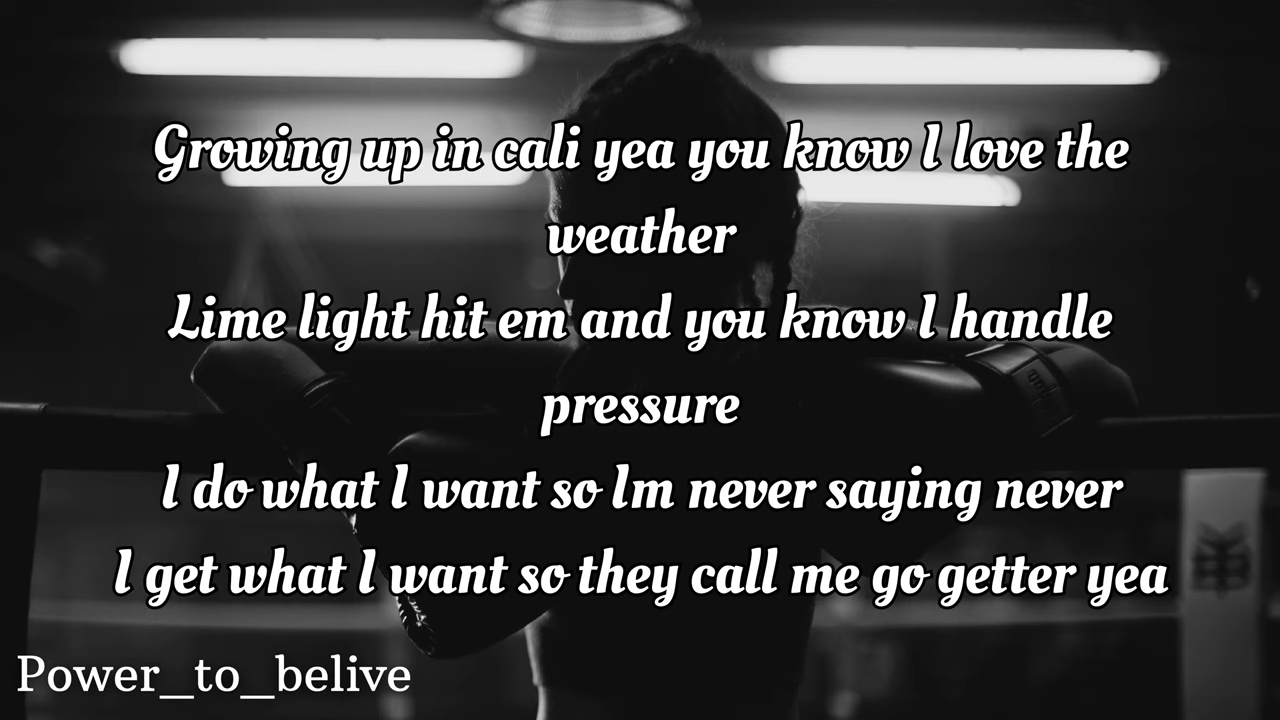 Growing up in cali yea you know I love the
weather
Lime light hit em and you know I handle
pressure
I do what I want so Im never saying never
I get what I want so they call me go getter yea
Power_to_belive